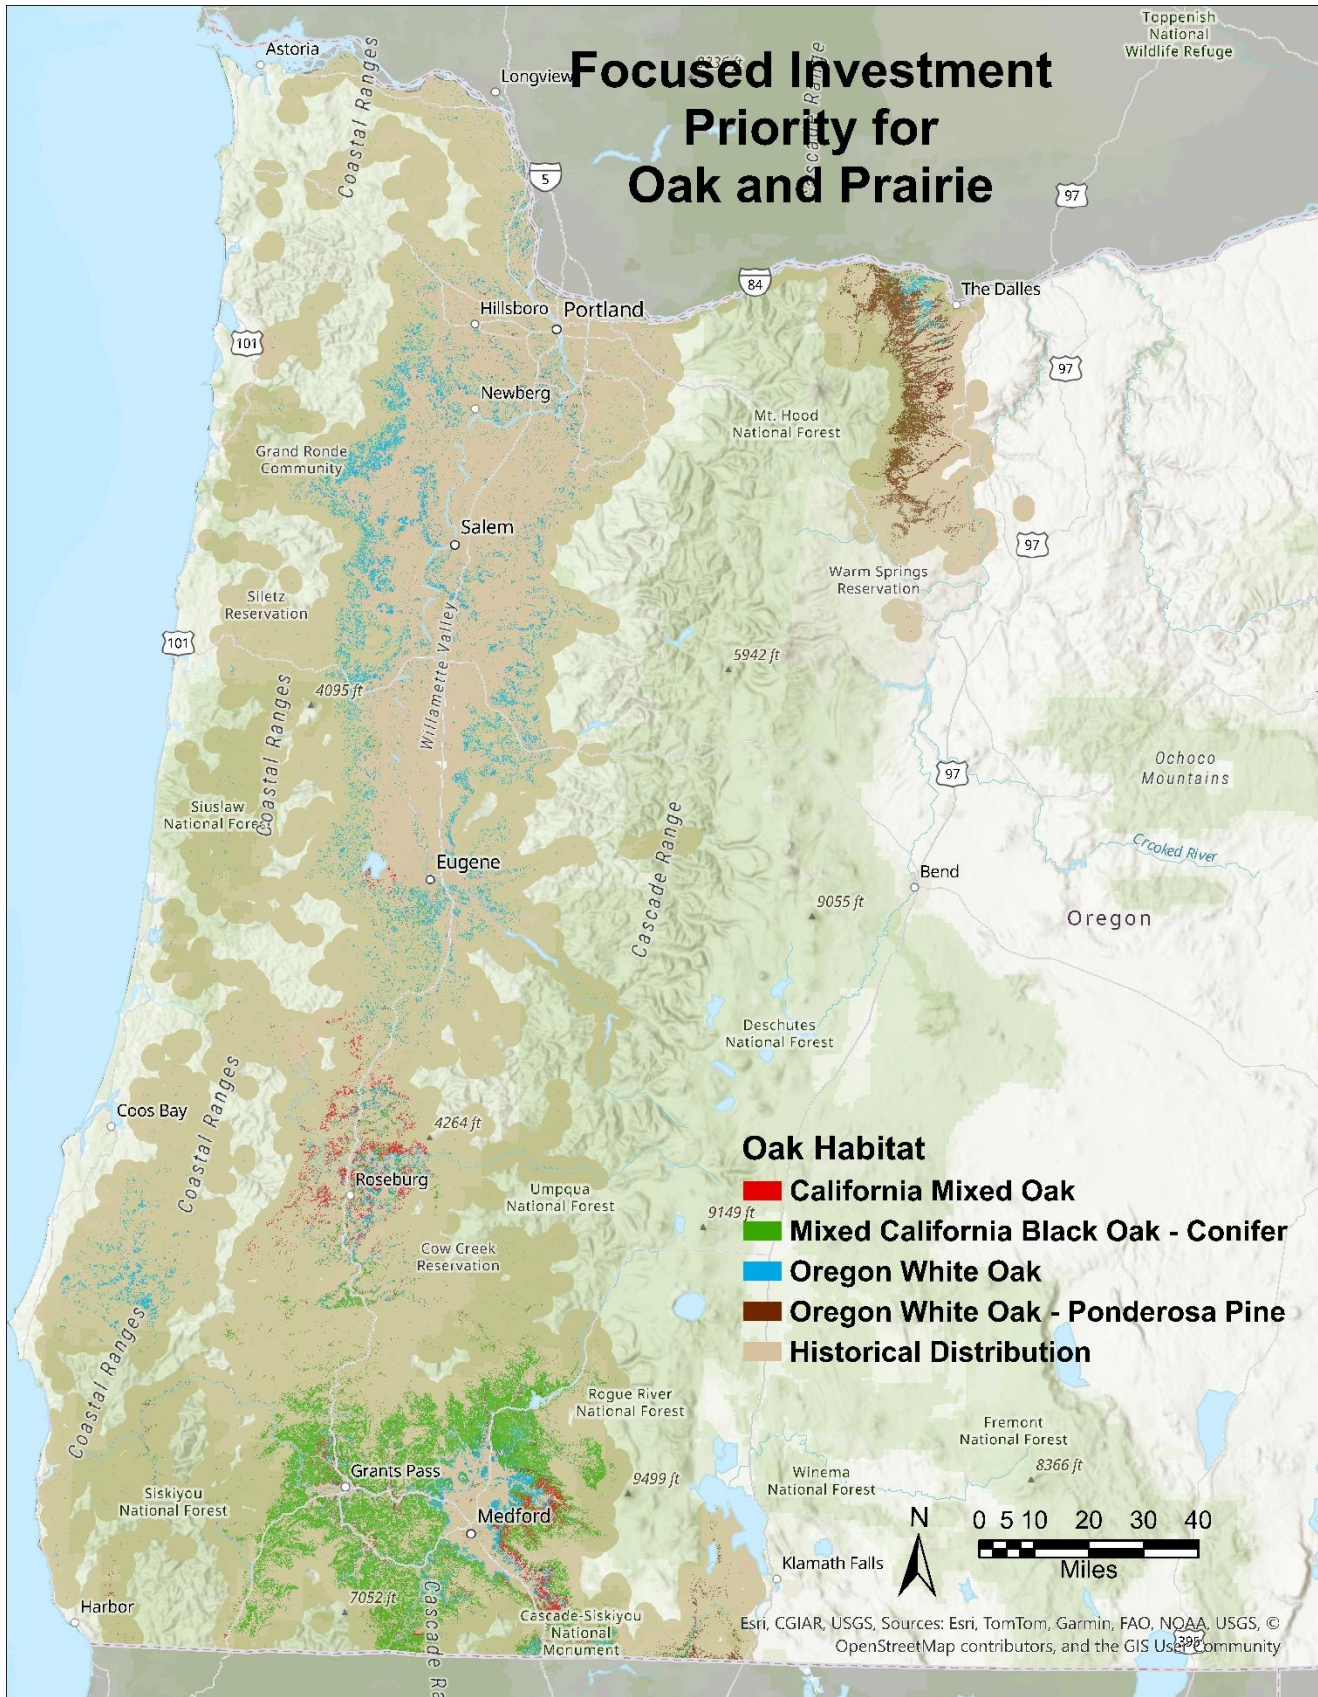 Toppenish
National
Wildlife Refuge
Astoria
Coastal Ranges
Longview
Focused Investment
Priority for
Oak and Prairie
5
97
84
The Dalles
Hillsboro
Portland
101
97
Newberg
Mt. Hood
National Forest
Grand Ronde
Community
Salem
97
Warm Springs
Reservation
Siletz
Reservation
101
Willamette Valley
5942 ft
4095 ft
Coastal Ranges
97
Ochoco
Mountains
Siuslaw
National Forest
Cascade Range
Crooked River
Eugene
Bend
9055 ft
Oregon
Deschutes
National Forest
Coos Bay
Coastal Ranges
4264 ft
Roseburg
Umpqua
National Forest
9149 ft
Cow Creek
Reservation
Oak Habitat
California Mixed Oak
Mixed California Black Oak - Conifer
Oregon White Oak
Oregon White Oak - Ponderosa Pine
Historical Distribution
Coastal Ranges
Rogue River
National Forest
Fremont
National Forest
8366 ft
Grants Pass
9499 ft
Winema
National Forest
Siskiyou
National Forest
Medford
N
0 5 10 20 30 40
Miles
Klamath Falls
7052 ft
Harbor
Cascade-Siskiyou
National
Monument
Esri, CGIAR, USGS, Sources: Esri, TomTom, Garmin, FAO, NOAA, USGS, ©
OpenStreetMap contributors, and the GIS User Community
395